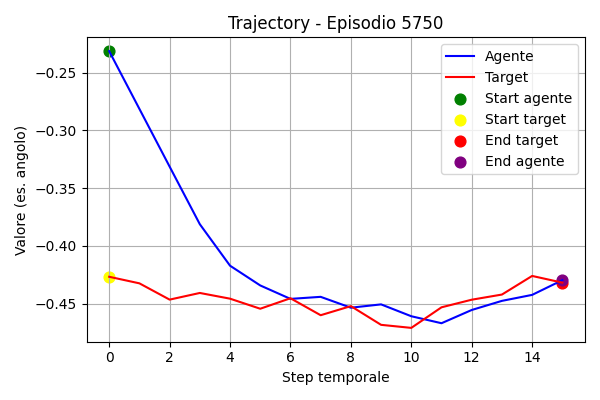 Trajectory - Episodio 5750
Valore (es. angolo)
−0.25
−0.30
−0.35
−0.40
−0.45
0 2 4 6 8 10 12 14
Step temporale
Agente
Target
Start agente
Start target
End target
End agente